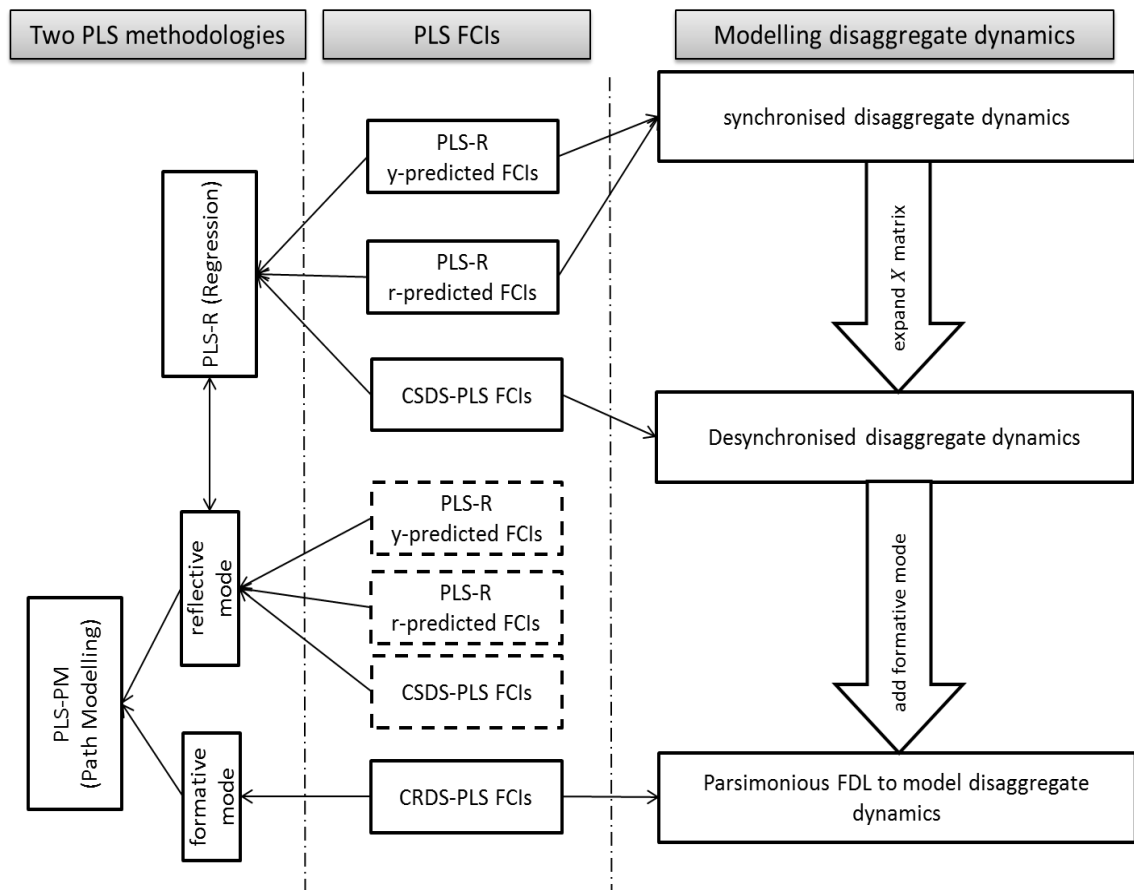 Two PLS methodologies
PLS FCIs
Modelling disaggregate dynamics
PLS-R (Regression)
reflective
mode
PLS-PM
(Path Modelling)
formative
mode
PLS-R
y-predicted FCIs
PLS-R
r-predicted FCIs
CSDS-PLS FCIs
PLS-R
y-predicted FCIs
PLS-R
r-predicted FCIs
CSDS-PLS FCIs
CRDS-PLS FCIs
synchronised disaggregate dynamics
expand X matrix
Desynchronised disaggregate dynamics
add formative mode
Parsimonious FDL to model disaggregate
dynamics